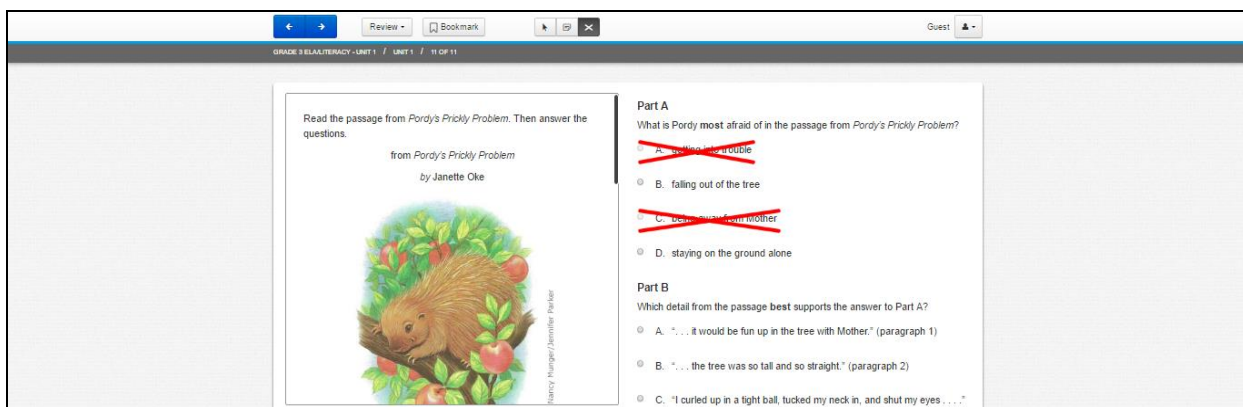 Review
Bookmark
Guest
GRADE 3 ELA/LITERACY - UNIT 1 / UNIT 1 / 11 OF 11
Read the passage from Pordy's Prickly Problem. Then answer the
questions.
from Pordy's Prickly Problem
by Janette Oke
Nancy Munger/Jennifer Parker
Part A
What is Pordy most afraid of in the passage from Pordy's Prickly Problem?
A. getting into trouble
B. falling out of the tree
C. being away from Mother
D. staying on the ground alone
Part B
Which detail from the passage best supports the answer to Part A?
A. ". . . it would be fun up in the tree with Mother." (paragraph 1)
B. ". . . the tree was so tall and so straight." (paragraph 2)
C. "I curled up in a tight ball, tucked my neck in, and shut my eyes . . . ."